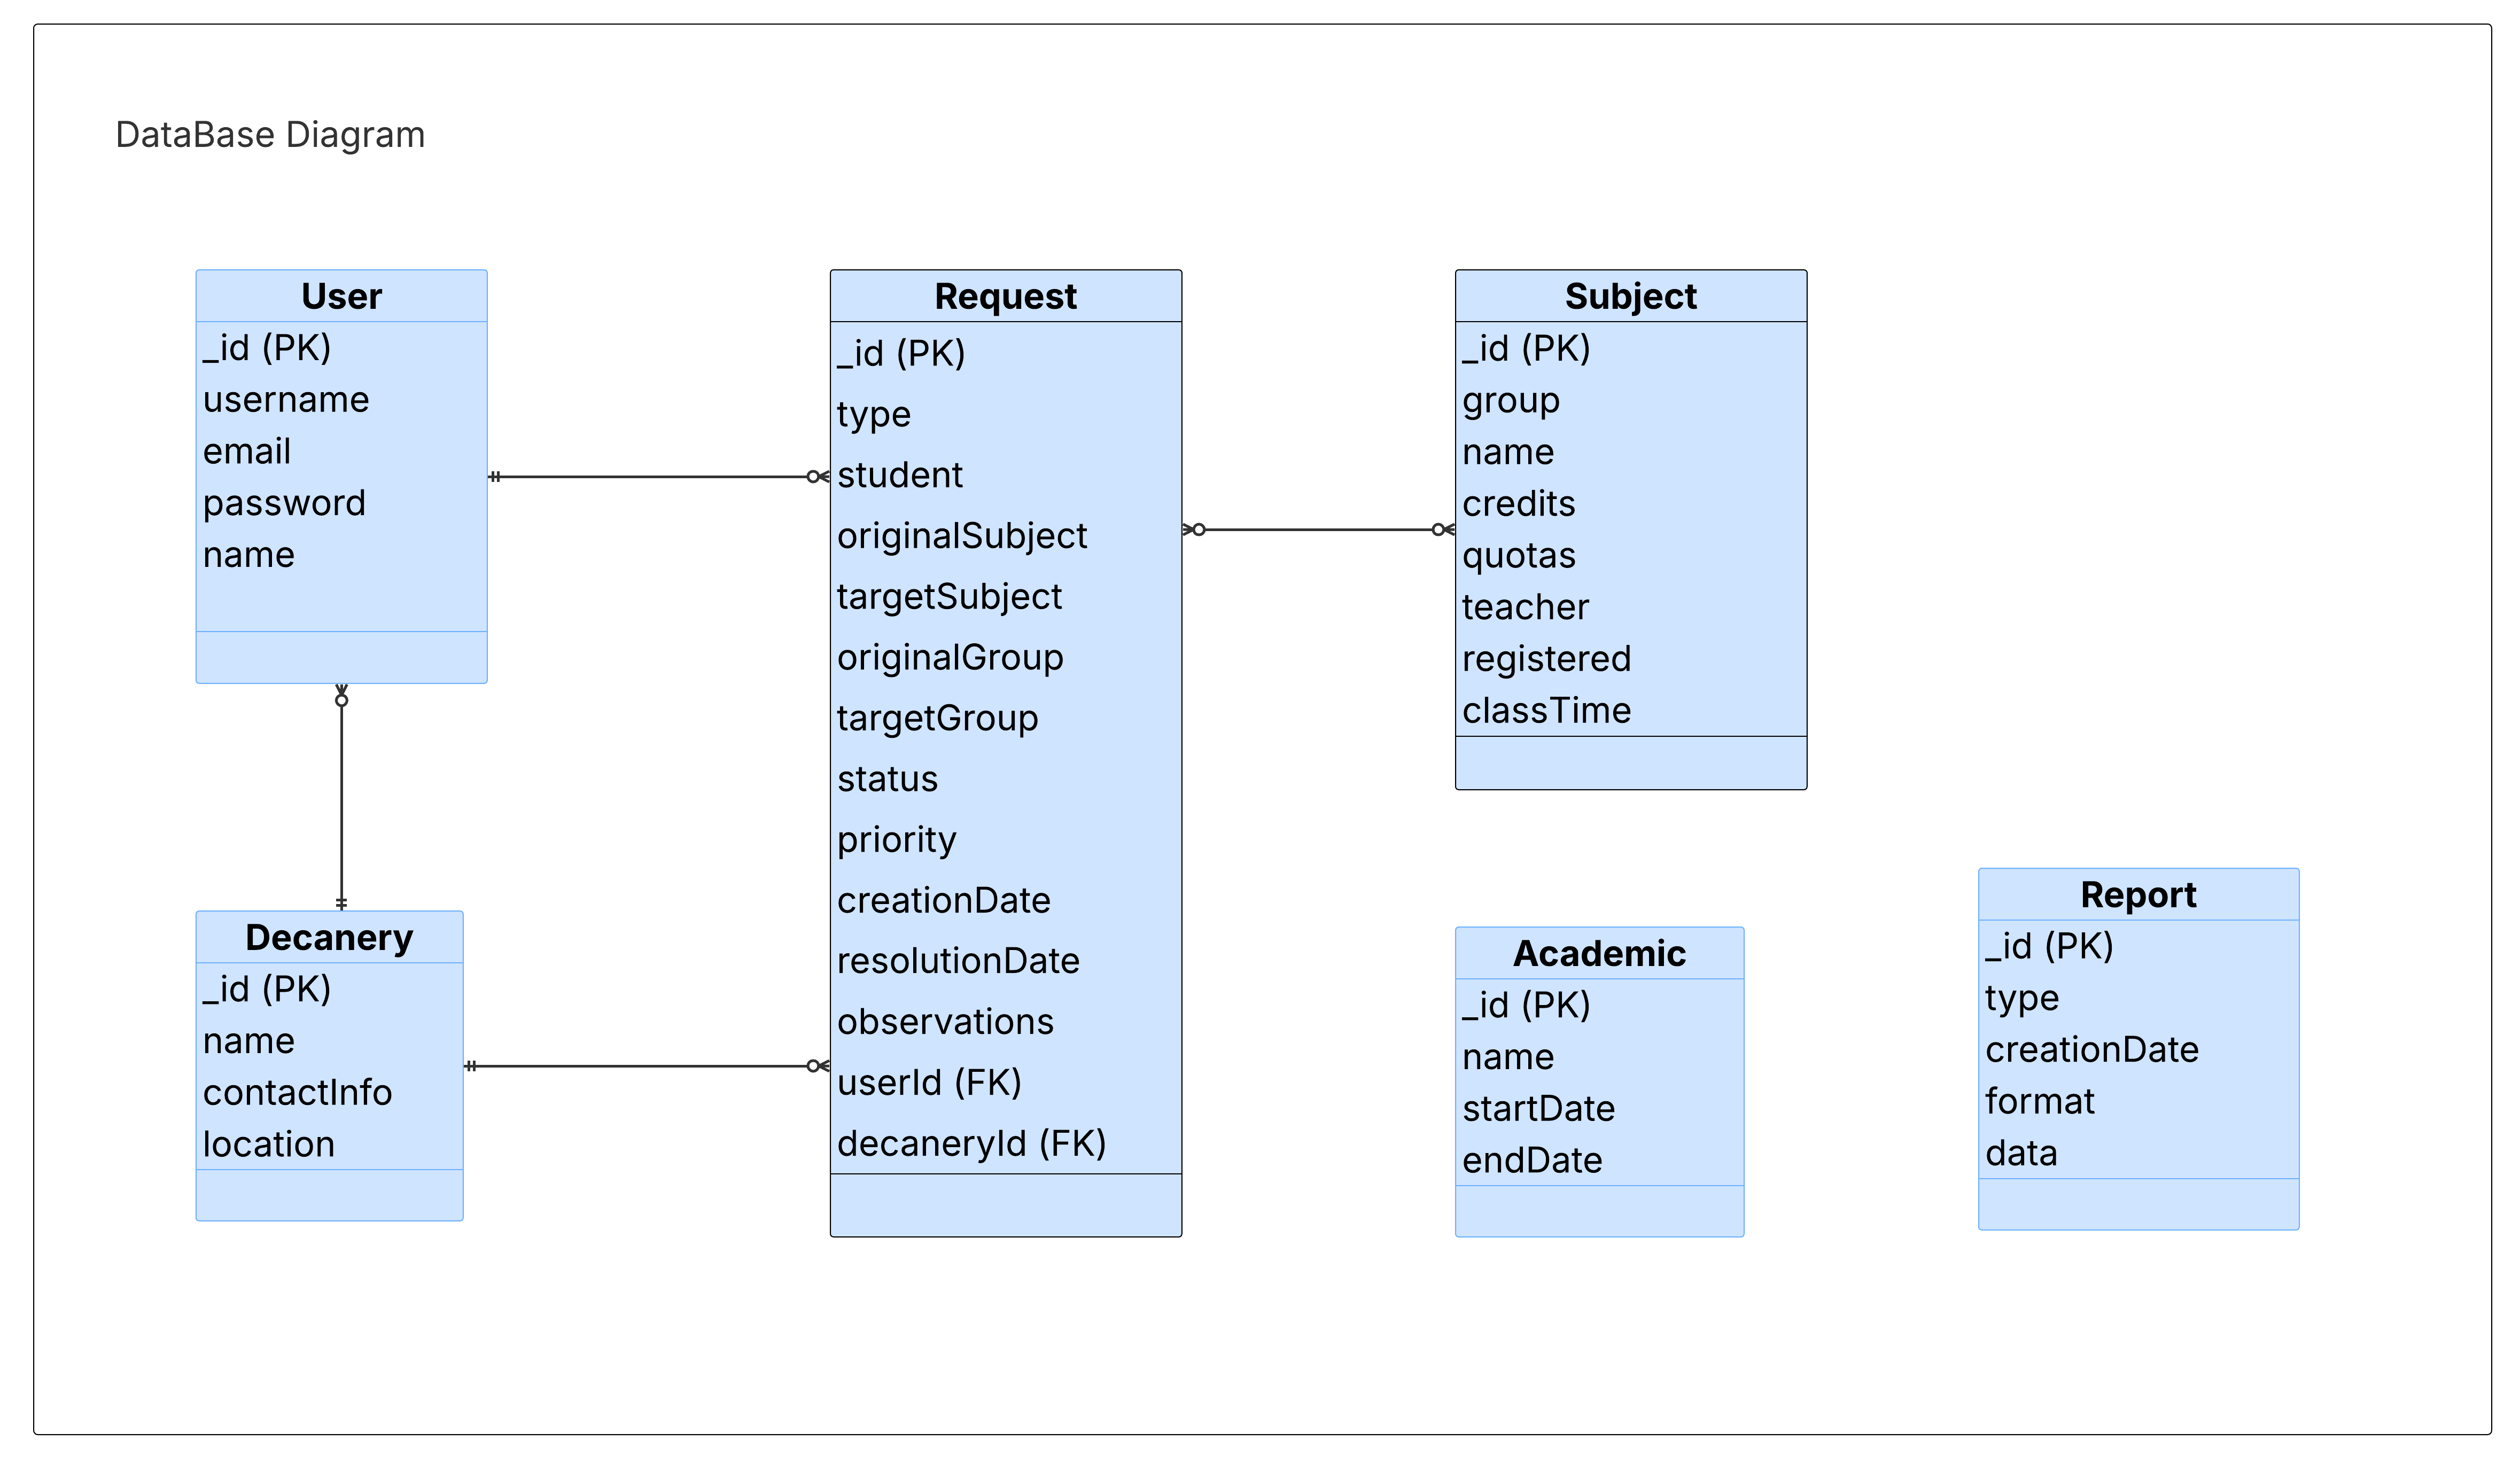 DataBase Diagram
User
_id (PK)
username
email
password
name
Request
_id (PK)
type
student
originalSubject
targetSubject
originalGroup
targetGroup
status
priority
creationDate
resolutionDate
observations
userId (FK)
decaneryId (FK)
Subject
_id (PK)
group
name
credits
quotas
teacher
registered
classTime
Decanery
_id (PK)
name
contactInfo
location
Academic
_id (PK)
name
startDate
endDate
Report
_id (PK)
type
creationDate
format
data